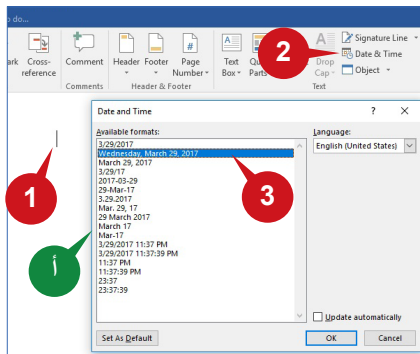 to do...
ark Cross-reference Comment Header Footer Page Number Text Box Parts Drop Cap Signature Line
Date & Time
Object
Comments Header & Footer Text
2
Date and Time ? ×
Available formats: Language:
3/29/2017 English (United States)
Wednesday, March 29, 2017
March 29, 2017
3/29/17
2017-03-29
29-Mar-17
3.29.2017
Mar. 29, 17
29 March 2017
March 17
Mar-17
3/29/2017 11:37 PM
3/29/2017 11:37:39 PM
11:37 PM
11:37:39 PM
23:37
23:37:39
1
3
أ
Update automatically
Set As Default OK Cancel